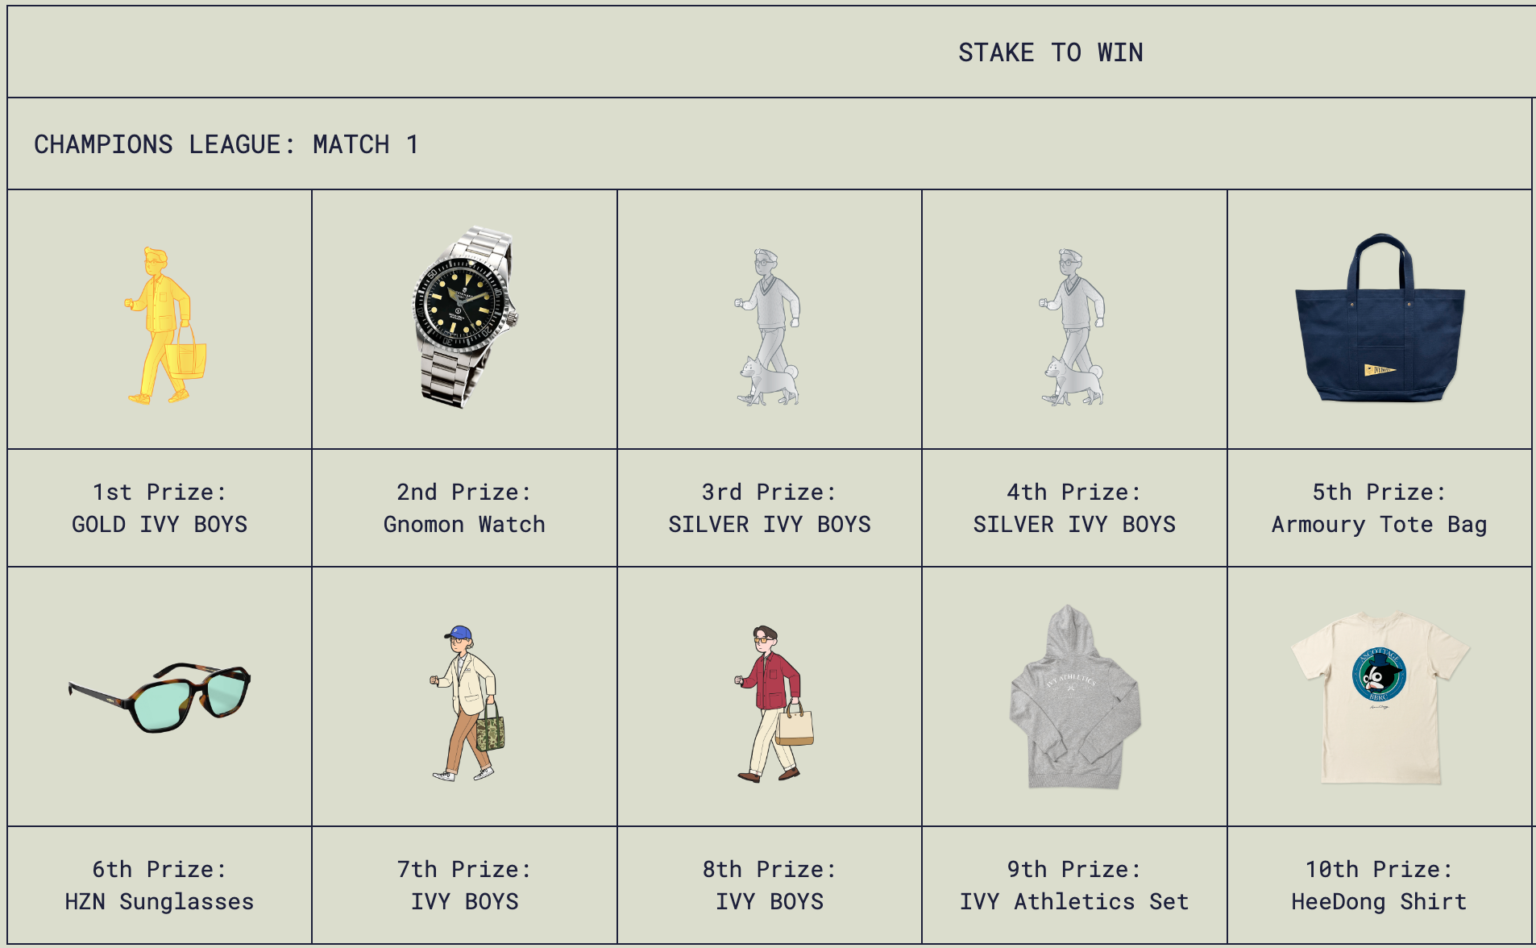 STAKE TO WIN
CHAMPIONS LEAGUE: MATCH 1
1st Prize:
GOLD IVY BOYS
2nd Prize:
Gnomon Watch
3rd Prize:
SILVER IVY BOYS
4th Prize:
SILVER IVY BOYS
5th Prize:
Armoury Tote Bag
IVY ATHLETICS
6th Prize:
HZN Sunglasses
7th Prize:
IVY BOYS
8th Prize:
IVY BOYS
9th Prize:
IVY Athletics Set
10th Prize:
HeeDong Shirt